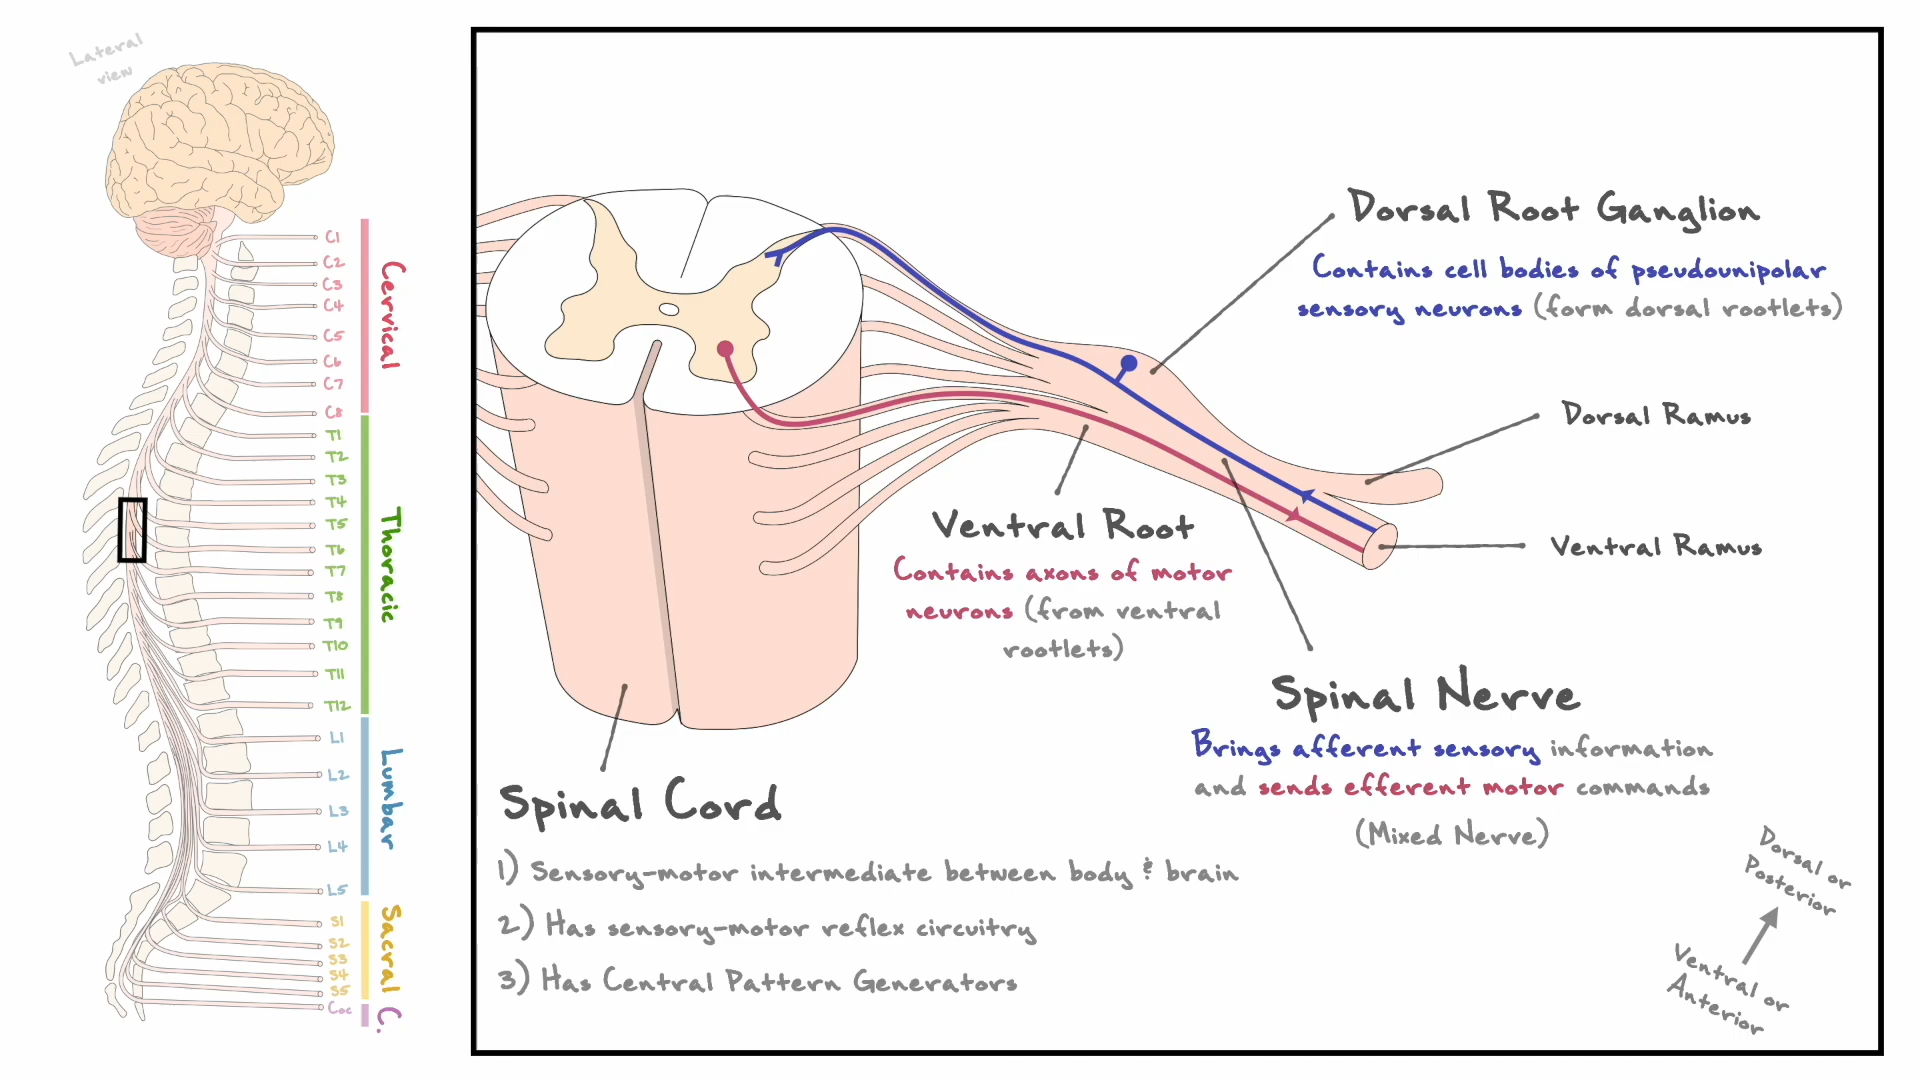 Lateral
view
C1
C2
C3
C4
C5
C6
C7
C8
T1
T2
T3
T4
T5
T6
T7
T8
T9
T10
T11
T12
L1
L2
L3
L4
L5
S1
S2
S3
S4
S5
Coc
Cervical
Thoracic
Lumbar
Sacral
C.
Dorsal Root Ganglion
Contains cell bodies of pseudounipolar
sensory neurons (form dorsal rootlets)
Dorsal Ramus
Ventral Ramus
Ventral Root
Contains axons of motor
neurons (from ventral
rootlets)
Spinal Nerve
Brings afferent sensory information
and sends efferent motor commands
(Mixed Nerve)
Spinal Cord
1) Sensory-motor intermediate between body & brain
2) Has sensory-motor reflex circuitry
3) Has Central Pattern Generators
Dorsal or
Posterior
Ventral or
Anterior